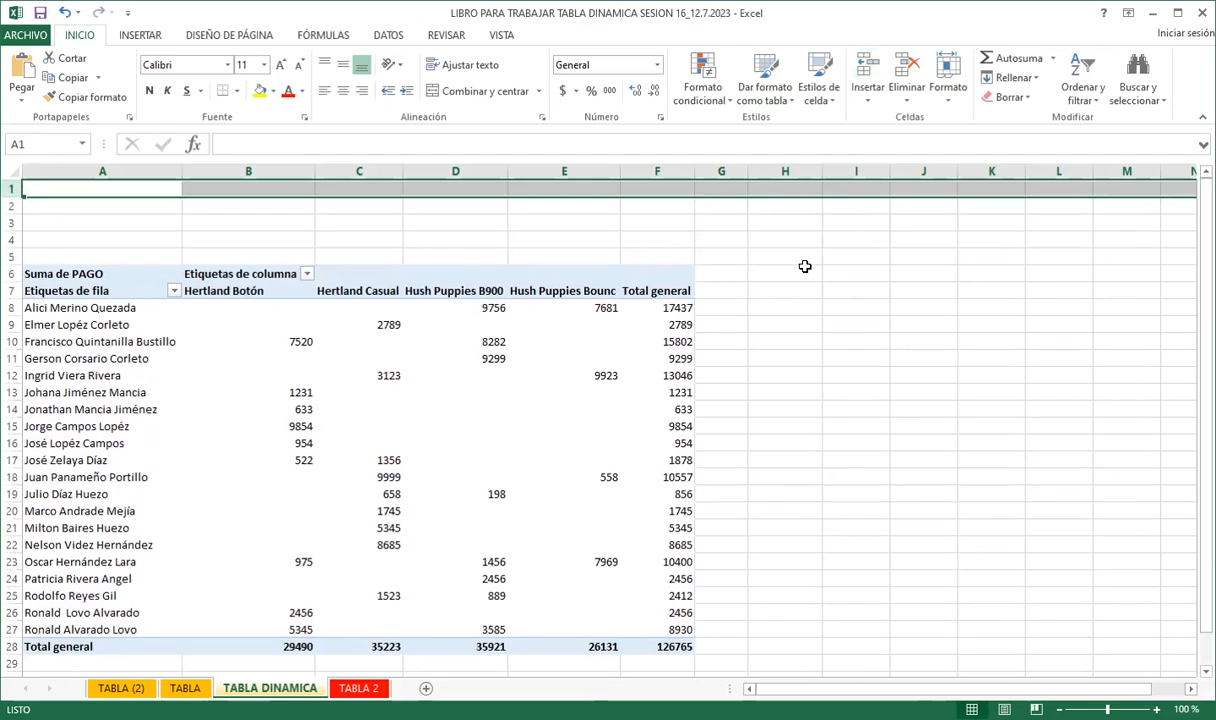 LIBRO PARA TRABAJAR TABLA DINAMICA SESION 16_12.7.2023 - Excel
ARCHIVO INICIO INSERTAR DISEÑO DE PÁGINA FÓRMULAS DATOS REVISAR VISTA Iniciar sesión
Pegar
Cortar
Copiar
Copiar formato
Portapapeles
Calibri 11
N K S
Fuente
Ajustar texto
Combinar y centrar
Alineación
General
$ % 000
Número
Formato condicional
Dar formato como tabla
Estilos de celda
Estilos
Insertar Eliminar Formato
Celdas
Autosuma
Rellenar
Borrar
Ordenar y filtrar
Buscar y seleccionar
Modificar
A1 fx
A B C D E F G H I J K L M N
1
2
3
4
5
6 Suma de PAGO Etiquetas de columna
7 Etiquetas de fila Hertland Botón Hertland Casual Hush Puppies B900 Hush Puppies Bounc Total general
8 Alici Merino Quezada 9756 7681 17437
9 Elmer Lopéz Corleto 2789 2789
10 Francisco Quintanilla Bustillo 7520 8282 15802
11 Gerson Corsario Corleto 9299 9299
12 Ingrid Viera Rivera 3123 9923 13046
13 Johana Jiménez Mancia 1231 1231
14 Jonathan Mancia Jiménez 633 633
15 Jorge Campos Lopéz 9854 9854
16 José Lopéz Campos 954 954
17 José Zelaya Díaz 522 1356 1878
18 Juan Panameño Portillo 9999 558 10557
19 Julio Díaz Huezo 658 198 856
20 Marco Andrade Mejía 1745 1745
21 Milton Baires Huezo 5345 5345
22 Nelson Videz Hernández 8685 8685
23 Oscar Hernández Lara 975 1456 7969 10400
24 Patricia Rivera Angel 2456 2456
25 Rodolfo Reyes Gil 1523 889 2412
26 Ronald  Lovo Alvarado 2456 2456
27 Ronald Alvarado Lovo 5345 3585 8930
28 Total general 29490 35223 35921 26131 126765
29
TABLA (2) TABLA TABLA DINAMICA TABLA 2
LISTO 100 %